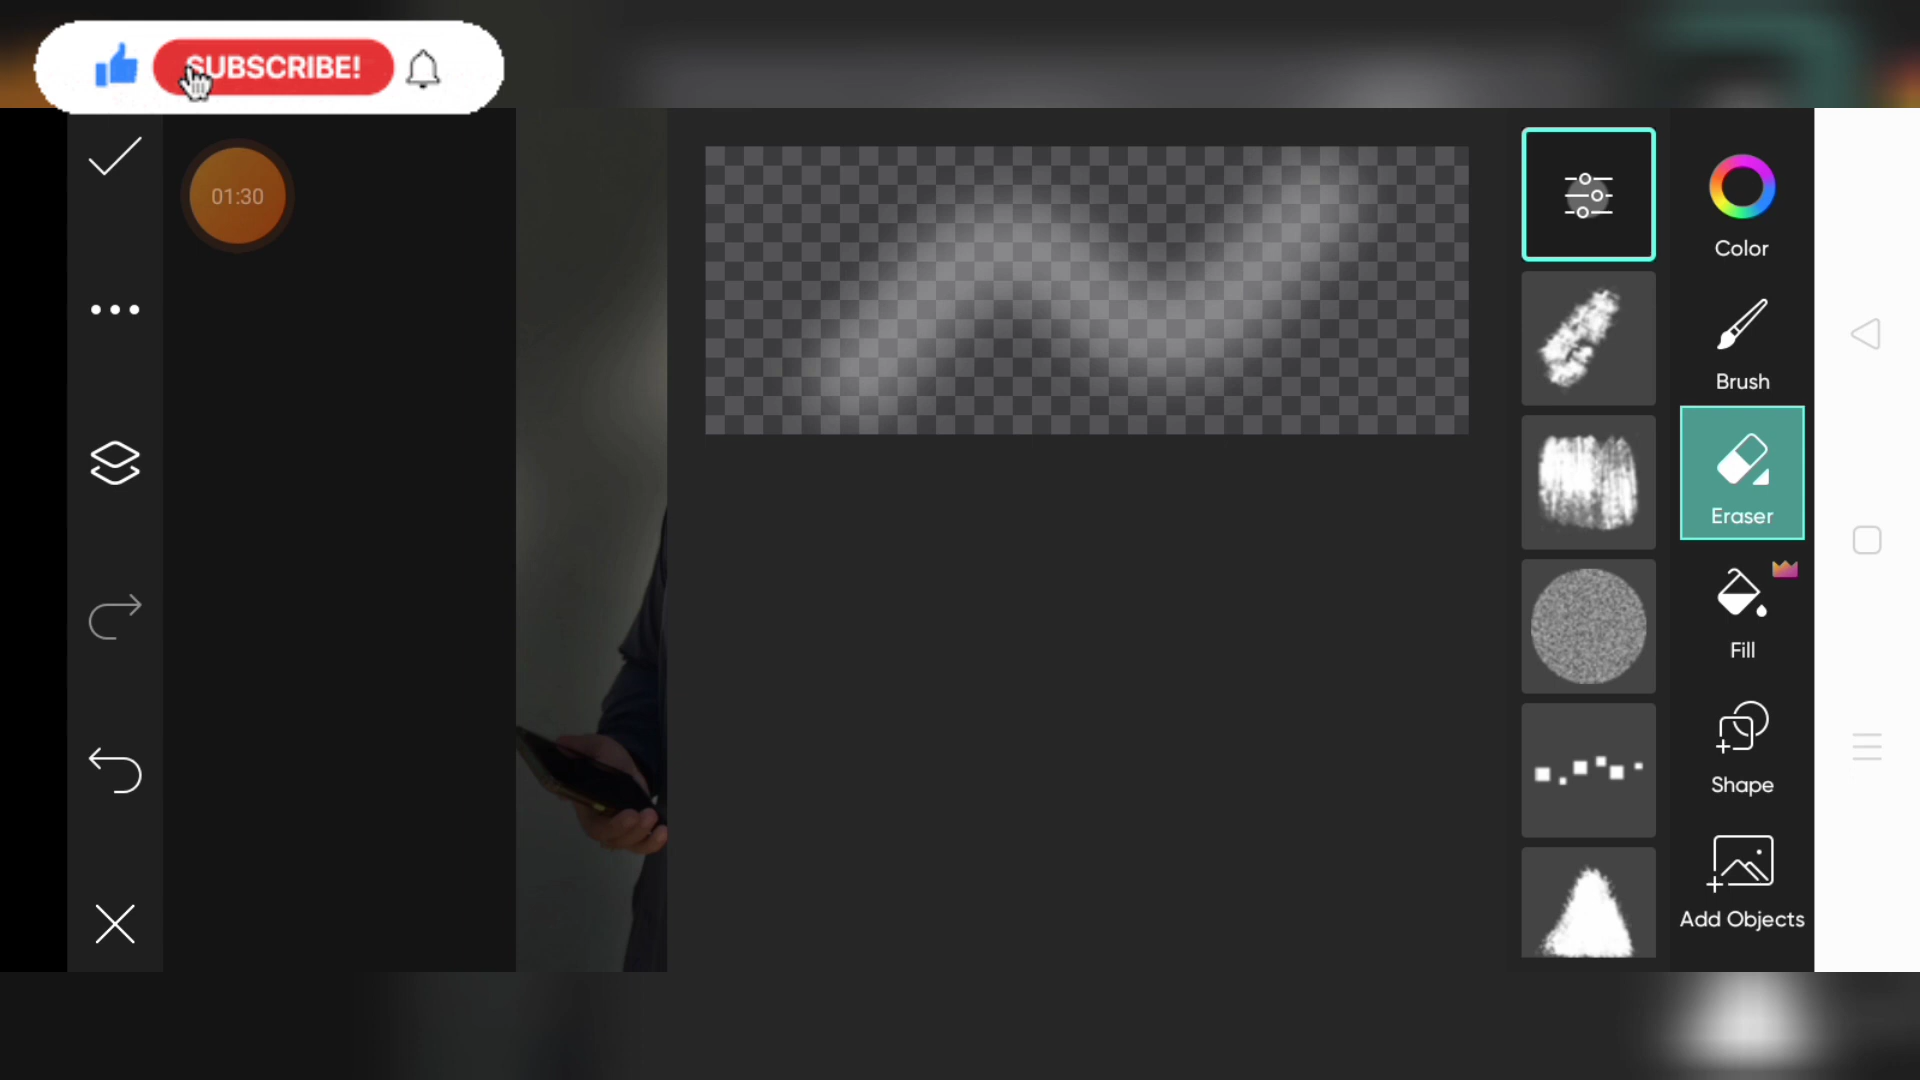 SUBSCRIBE!
01:30
Color
Brush
Eraser
Fill
Shape
Add Objects